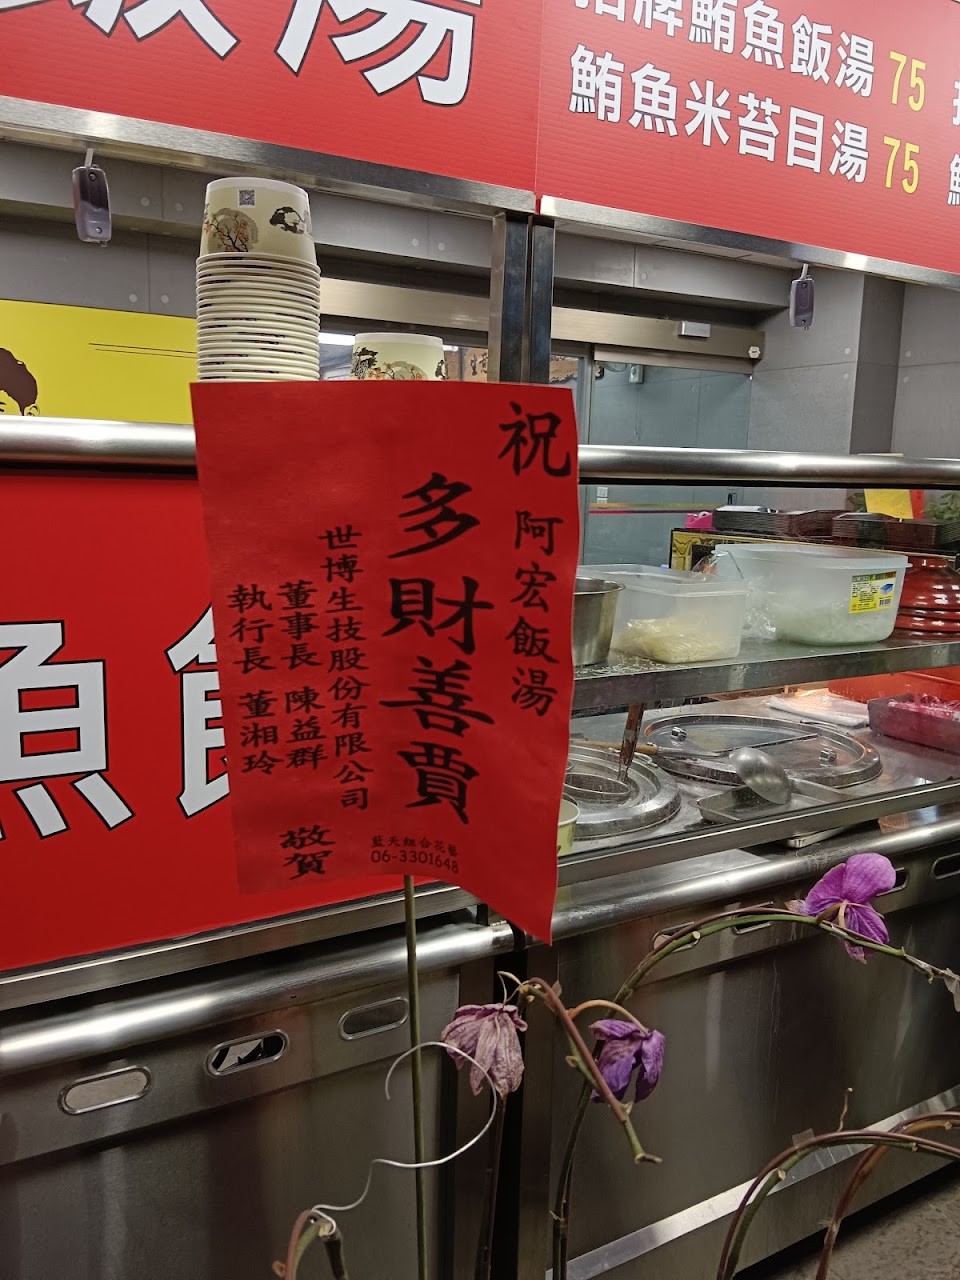 飯湯
招牌鮪魚飯湯 75
鮪魚米苔目湯 75
祝 阿宏飯湯
多財善賈
世博生技股份有限公司
董事長 陳益群
執行長 董湘玲
敬賀
藍天組合花藝
06-3301648
魚飯